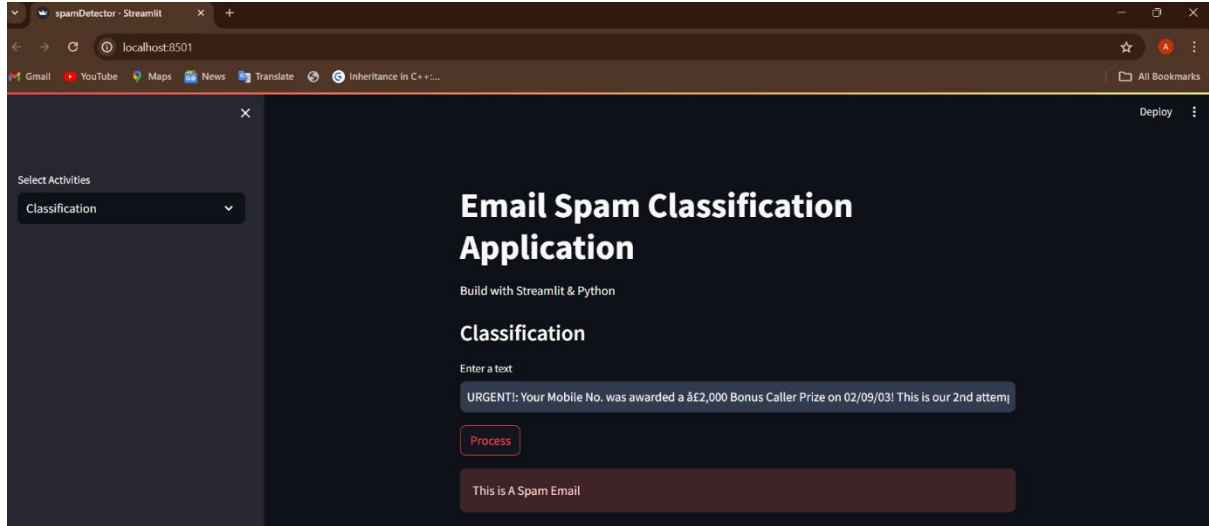 spamDetector · Streamlit
localhost:8501
A
Gmail YouTube Maps News Translate Inheritance in C++:... All Bookmarks
Deploy
Select Activities
Classification
Email Spam Classification
Application
Build with Streamlit & Python
Classification
Enter a text
URGENT!: Your Mobile No. was awarded a å£2,000 Bonus Caller Prize on 02/09/03! This is our 2nd attem
Process
This is A Spam Email